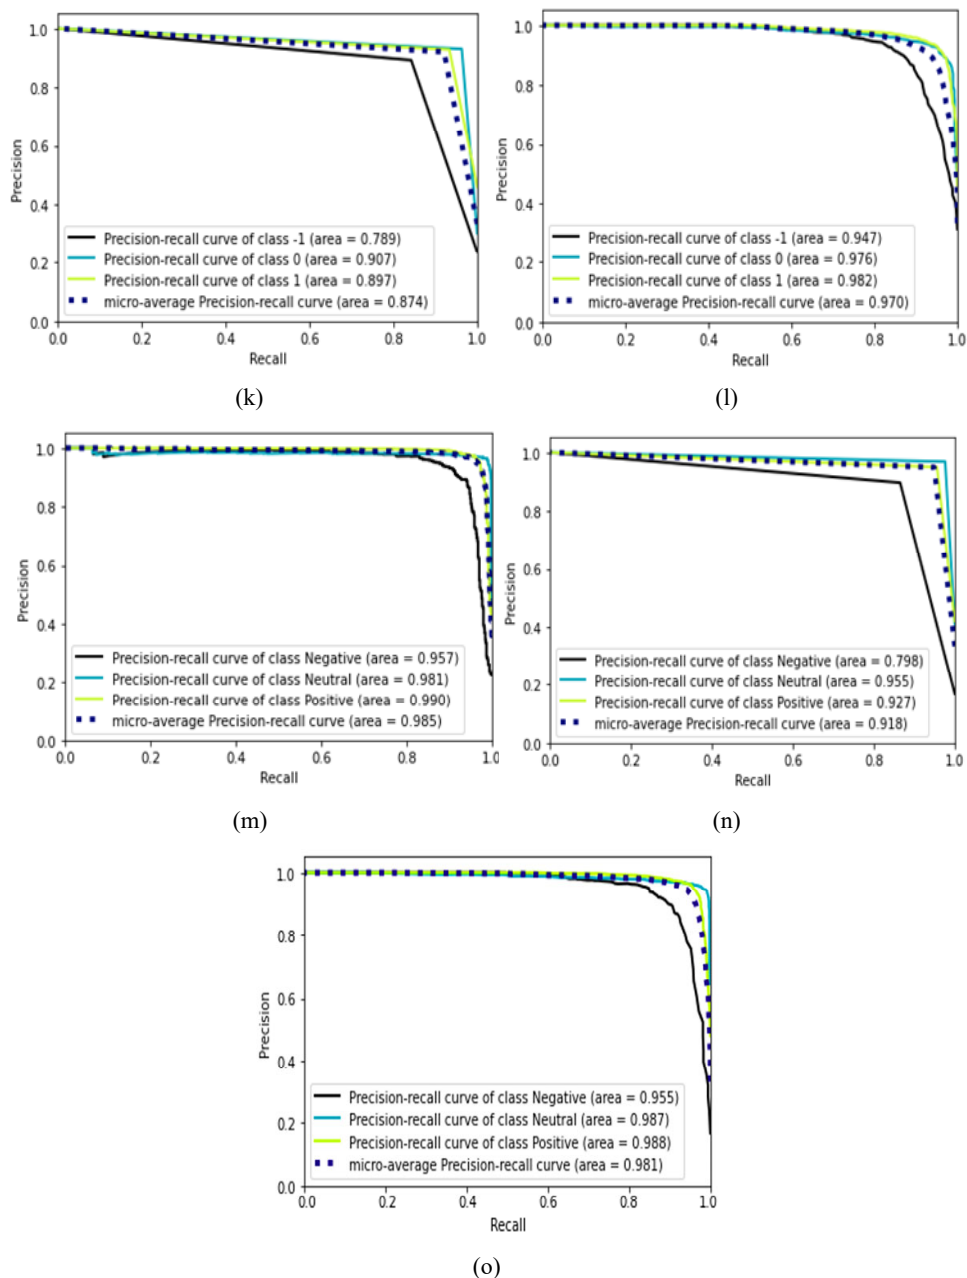 1.0
0.8
0.6
0.4
0.2
0.0
Precision
Precision-recall curve of class -1 (area = 0.789)
Precision-recall curve of class 0 (area = 0.907)
Precision-recall curve of class 1 (area = 0.897)
micro-average Precision-recall curve (area = 0.874)
0.0 0.2 0.4 0.6 0.8 1.0
Recall
(k)
1.0
0.8
0.6
0.4
0.2
0.0
Precision
Precision-recall curve of class -1 (area = 0.947)
Precision-recall curve of class 0 (area = 0.976)
Precision-recall curve of class 1 (area = 0.982)
micro-average Precision-recall curve (area = 0.970)
0.0 0.2 0.4 0.6 0.8 1.0
Recall
(l)
1.0
0.8
0.6
0.4
0.2
0.0
Precision
Precision-recall curve of class Negative (area = 0.957)
Precision-recall curve of class Neutral (area = 0.981)
Precision-recall curve of class Positive (area = 0.990)
micro-average Precision-recall curve (area = 0.985)
0.0 0.2 0.4 0.6 0.8 1.0
Recall
(m)
1.0
0.8
0.6
0.4
0.2
0.0
Precision
Precision-recall curve of class Negative (area = 0.798)
Precision-recall curve of class Neutral (area = 0.955)
Precision-recall curve of class Positive (area = 0.927)
micro-average Precision-recall curve (area = 0.918)
0.0 0.2 0.4 0.6 0.8 1.0
Recall
(n)
1.0
0.8
0.6
0.4
0.2
0.0
Precision
Precision-recall curve of class Negative (area = 0.955)
Precision-recall curve of class Neutral (area = 0.987)
Precision-recall curve of class Positive (area = 0.988)
micro-average Precision-recall curve (area = 0.981)
0.0 0.2 0.4 0.6 0.8 1.0
Recall
(o)